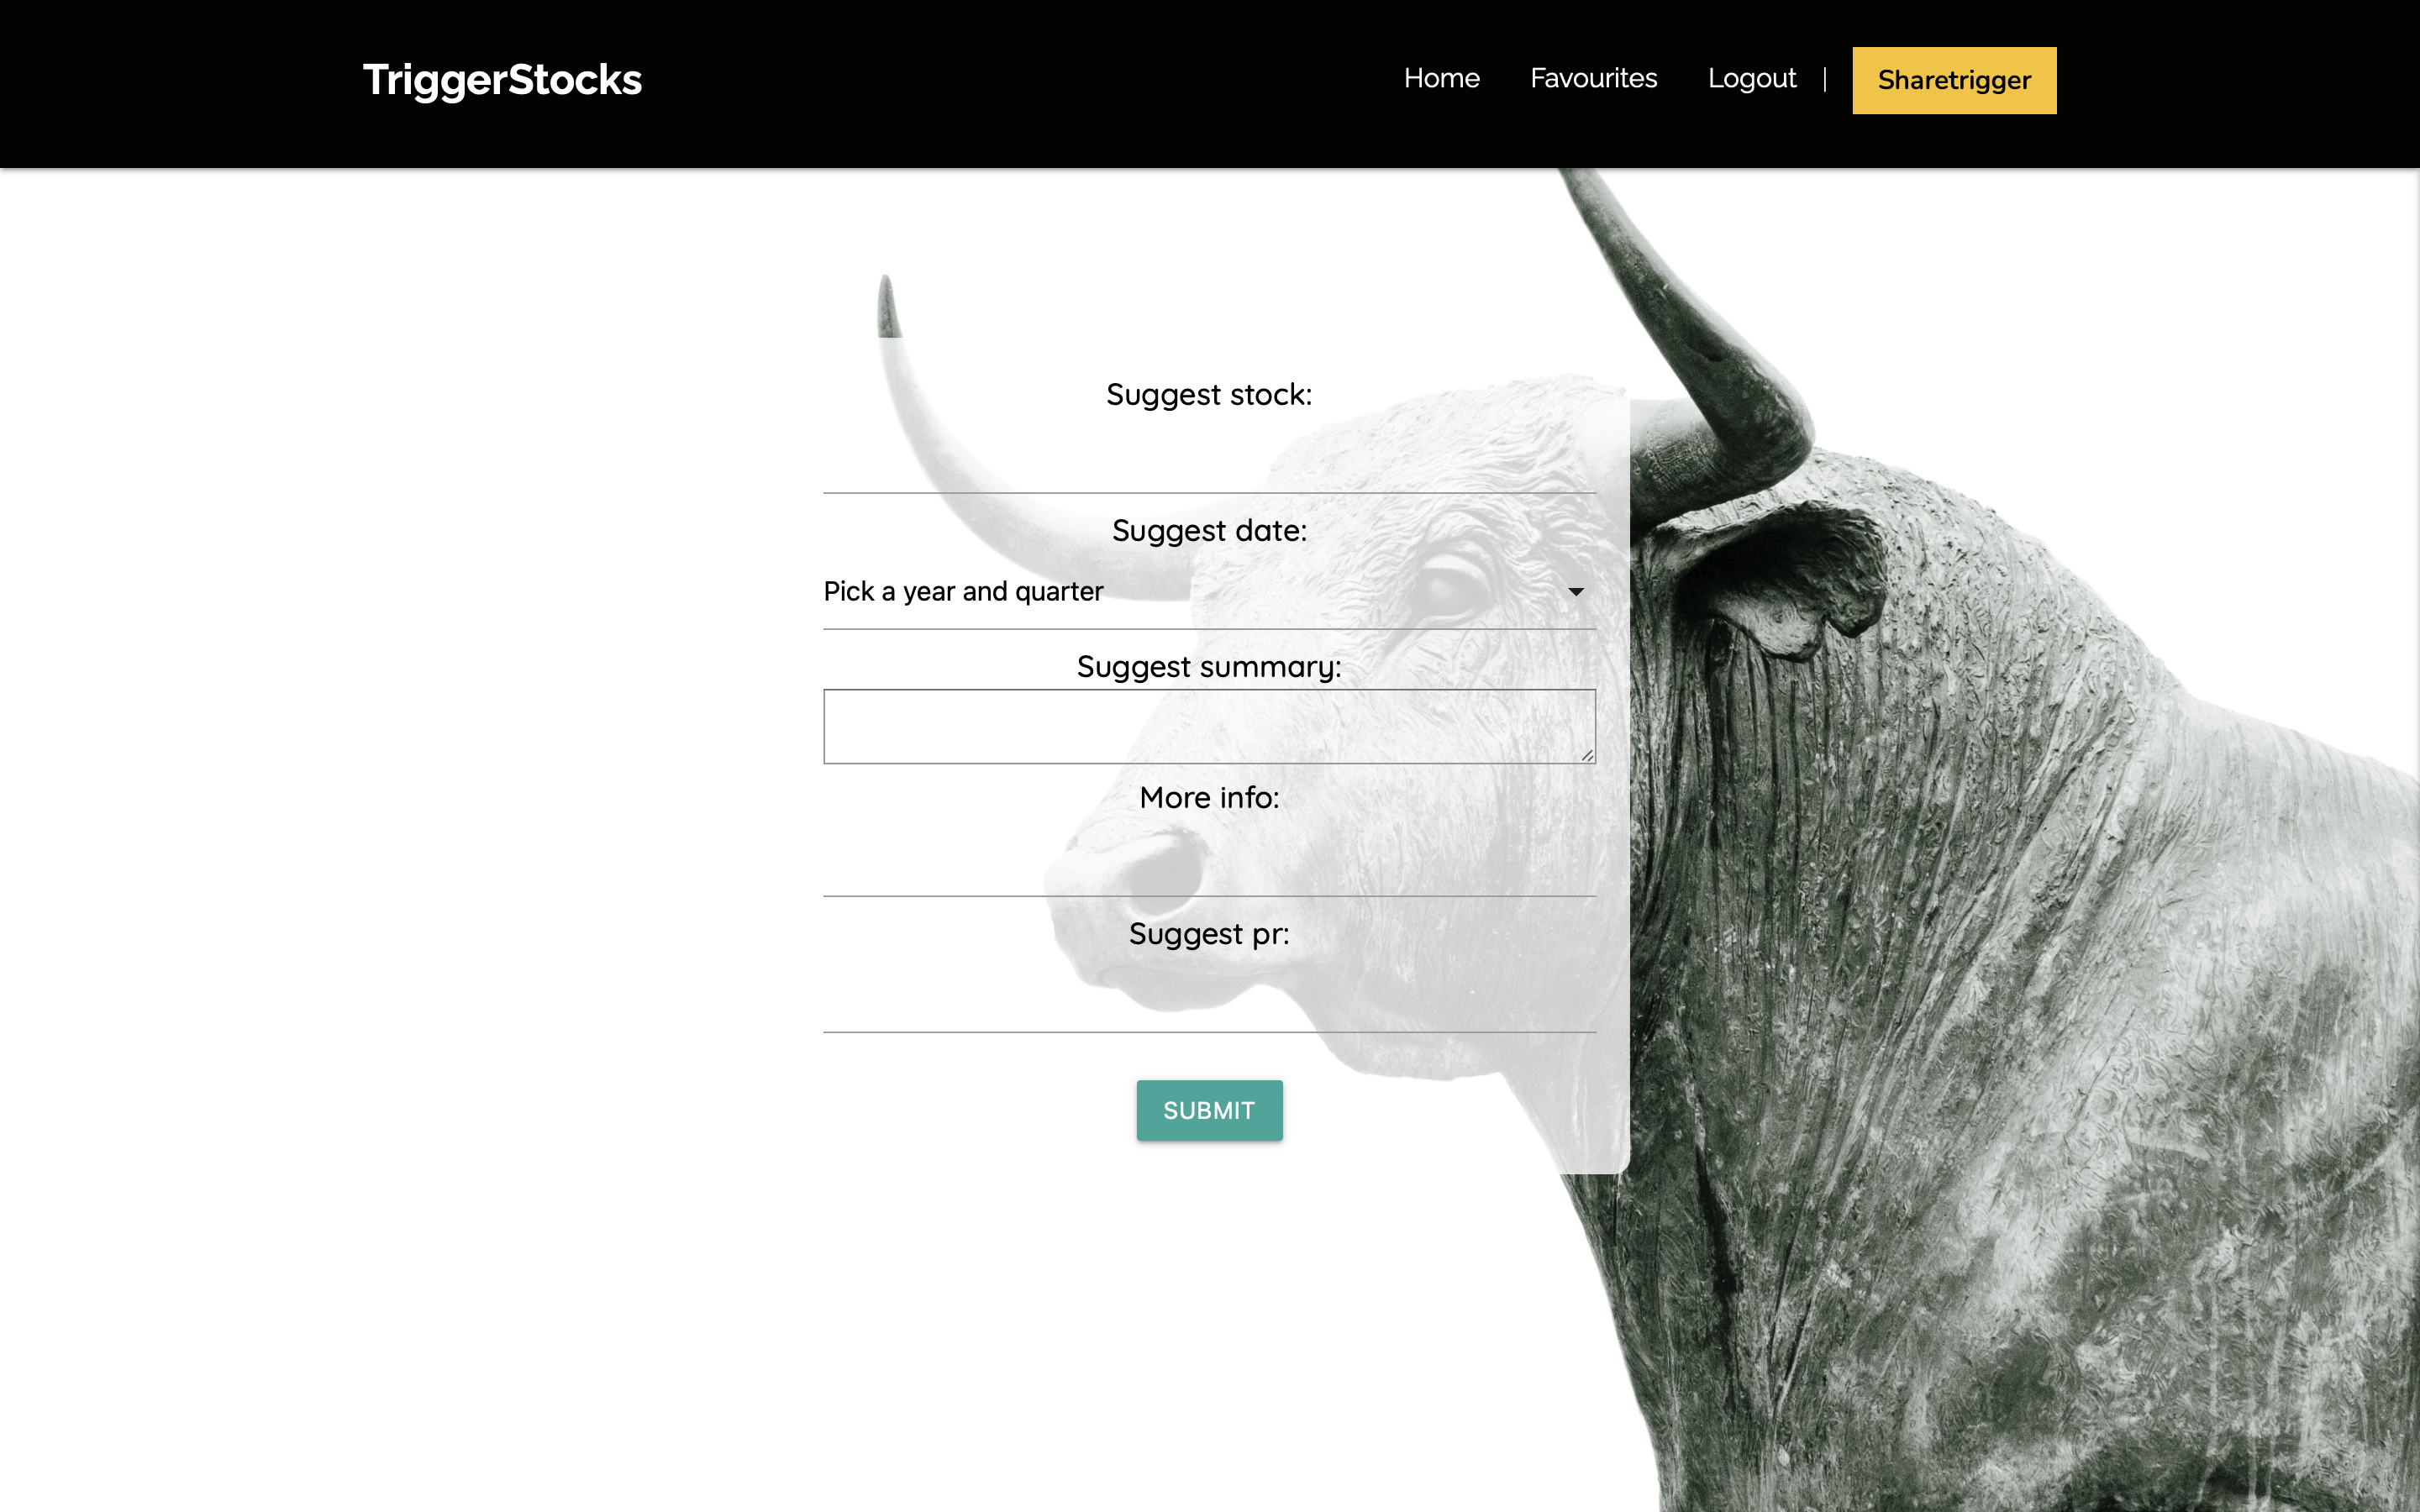 TriggerStocks
Home Favourites Logout | Sharetrigger
Suggest stock:
Suggest date:
Pick a year and quarter
Suggest summary:
More info:
Suggest pr:
SUBMIT